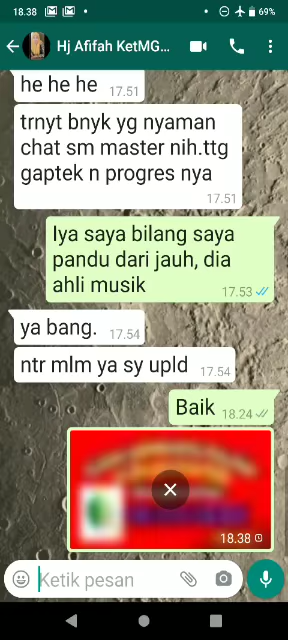 18.38
69%
Hj Afifah KetMG...
he he he 17.51
trnyt bnyk yg nyaman
chat sm master nih.ttg
gaptek n progres nya
17.51
Iya saya bilang saya
pandu dari jauh, dia
ahli musik 17.53
ya bang. 17.54
ntr mlm ya sy upld 17.54
Baik 18.24
18.38
Ketik pesan